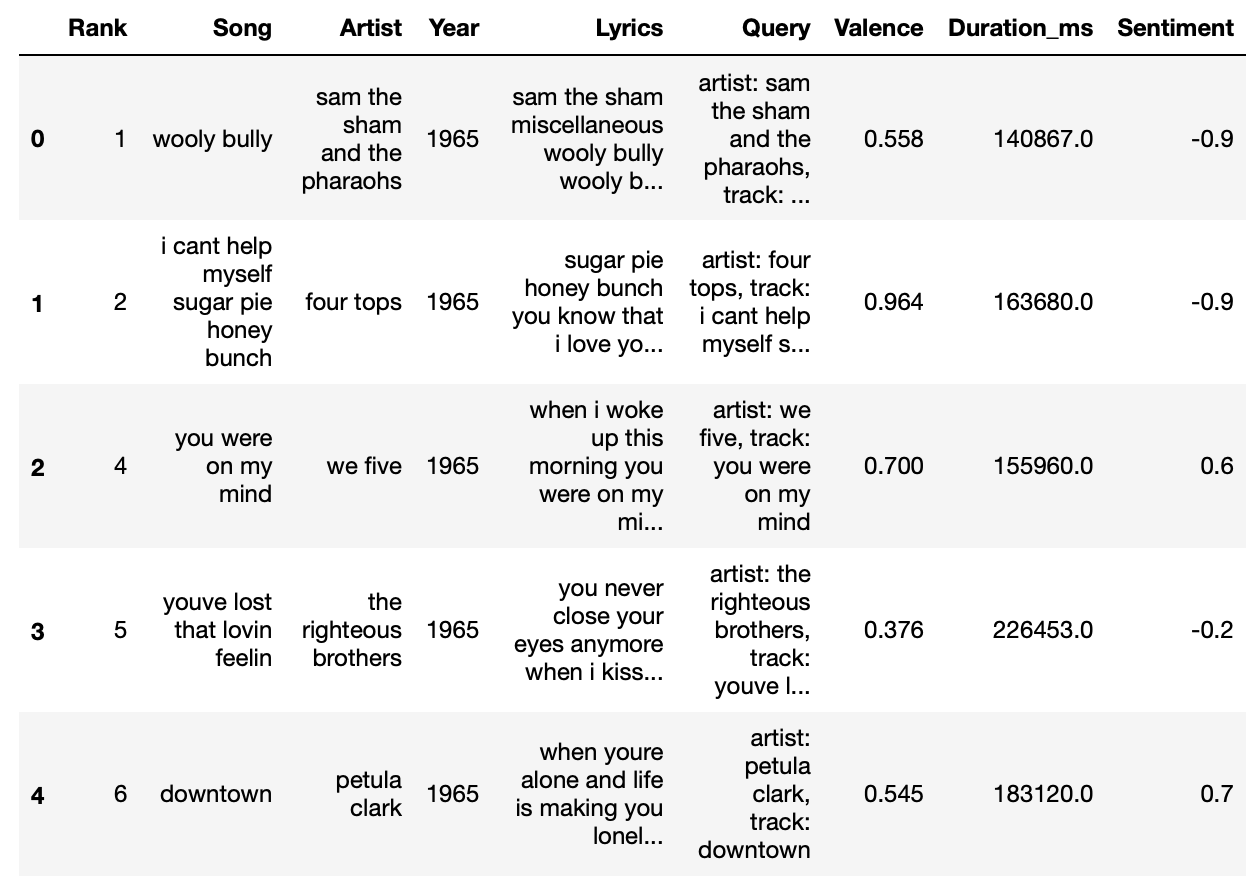 Rank Song Artist Year Lyrics Query Valence Duration_ms Sentiment
0 1 wooly bully sam the sham and the pharaohs 1965 sam the sham miscellaneous wooly bully wooly b... artist: sam the sham and the pharaohs, track: ... 0.558 140867.0 -0.9
1 2 i cant help myself sugar pie honey bunch four tops 1965 sugar pie honey bunch you know that i love yo... artist: four tops, track: i cant help myself s... 0.964 163680.0 -0.9
2 4 you were on my mind we five 1965 when i woke up this morning you were on my mi... artist: we five, track: you were on my mind 0.700 155960.0 0.6
3 5 youve lost that lovin feelin the righteous brothers 1965 you never close your eyes anymore when i kiss... artist: the righteous brothers, track: youve l... 0.376 226453.0 -0.2
4 6 downtown petula clark 1965 when youre alone and life is making you lonel... artist: petula clark, track: downtown 0.545 183120.0 0.7